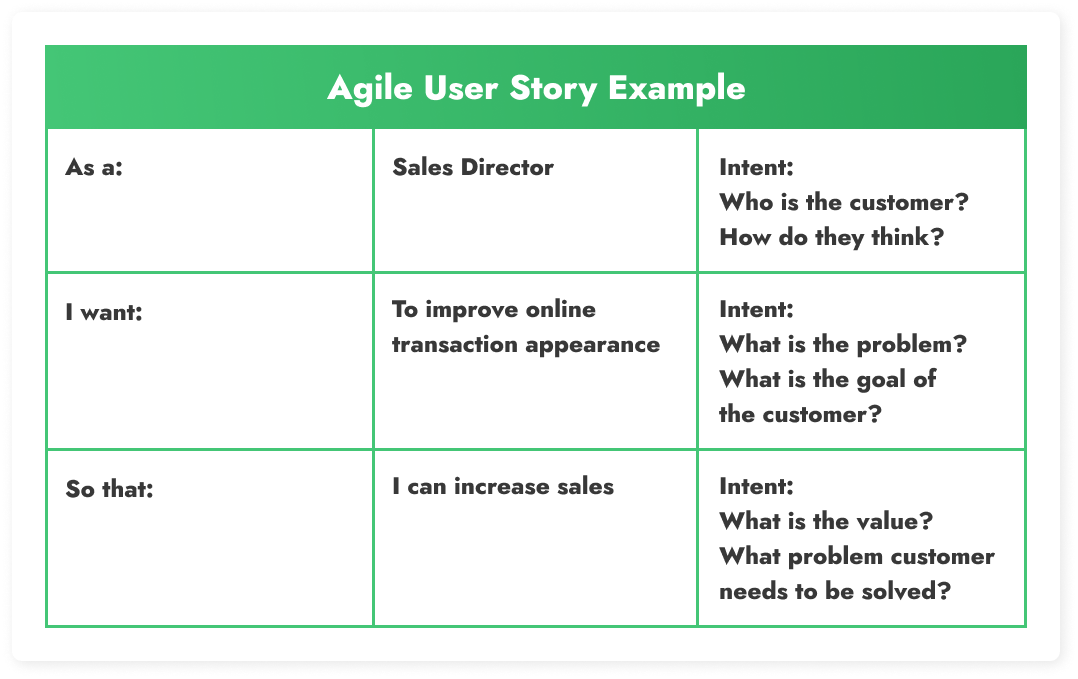 Agile User Story Example
As a:
Sales Director
Intent:
Who is the customer?
How do they think?
I want:
To improve online
transaction appearance
Intent:
What is the problem?
What is the goal of
the customer?
So that:
I can increase sales
Intent:
What is the value?
What problem customer
needs to be solved?